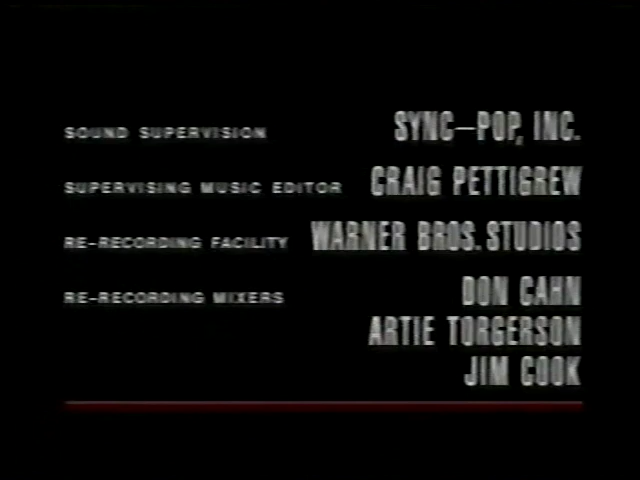 SOUND SUPERVISION SYNC-POP, INC.
SUPERVISING MUSIC EDITOR CRAIG PETTIGREW
RE-RECORDING FACILITY WARNER BROS. STUDIOS
RE-RECORDING MIXERS DON CAHN
ARTIE TORGERSON
JIM COOK